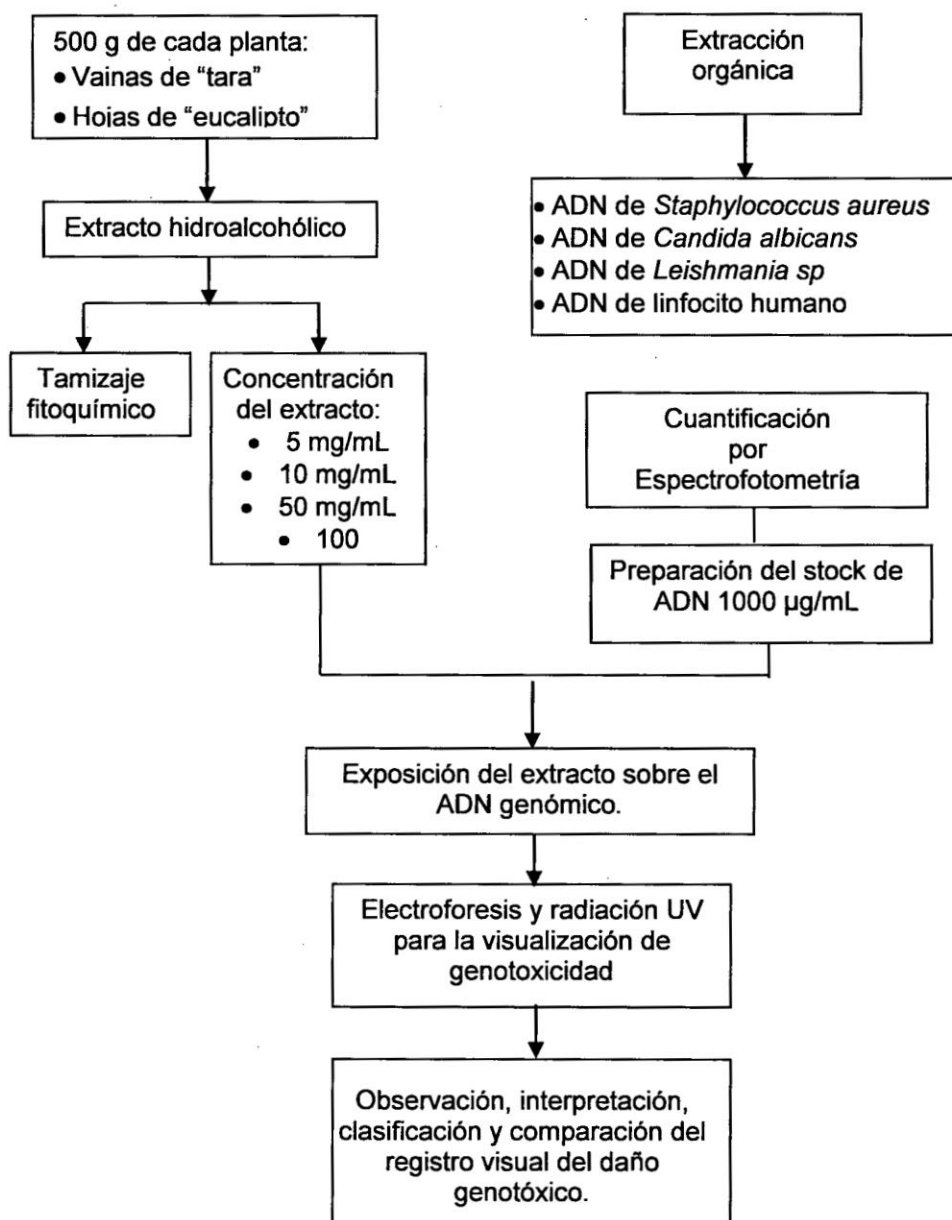 500 g de cada planta:
• Vainas de “tara”
• Hojas de “eucalipto”
Extracto hidroalcohólico
Tamizaje
fitoquímico
Concentración
del extracto:
• 5 mg/mL
• 10 mg/mL
• 50 mg/mL
• 100
Extracción
orgánica
• ADN de Staphylococcus aureus
• ADN de Candida albicans
• ADN de Leishmania sp
• ADN de linfocito humano
Cuantificación
por
Espectrofotometría
Preparación del stock de
ADN 1000 µg/mL
Exposición del extracto sobre el
ADN genómico.
Electroforesis y radiación UV
para la visualización de
genotoxicidad
Observación, interpretación,
clasificación y comparación del
registro visual del daño
genotóxico.